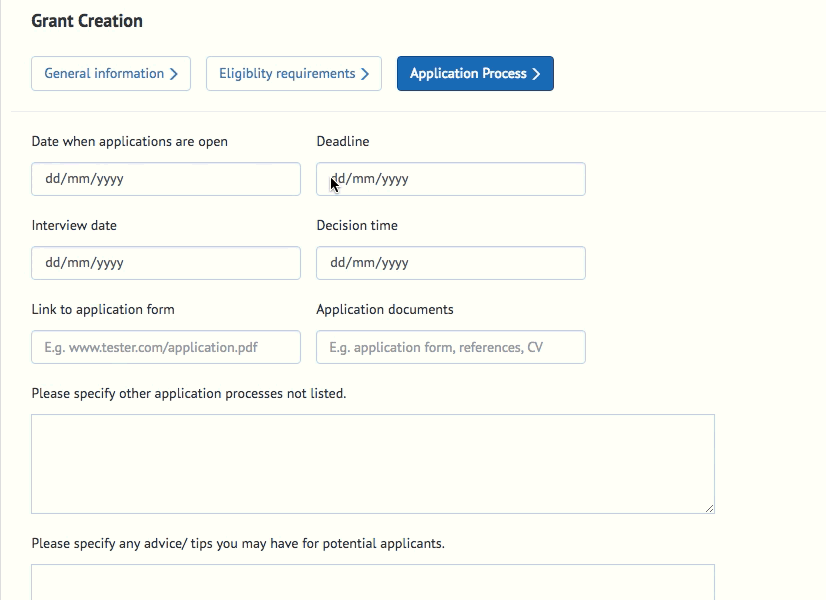 Grant Creation
General information
Eligiblity requirements
Application Process
Date when applications are open
Deadline
dd/mm/yyyy
dd/mm/yyyy
Interview date
Decision time
dd/mm/yyyy
dd/mm/yyyy
Link to application form
Application documents
E.g. www.tester.com/application.pdf
E.g. application form, references, CV
Please specify other application processes not listed.
Please specify any advice/ tips you may have for potential applicants.